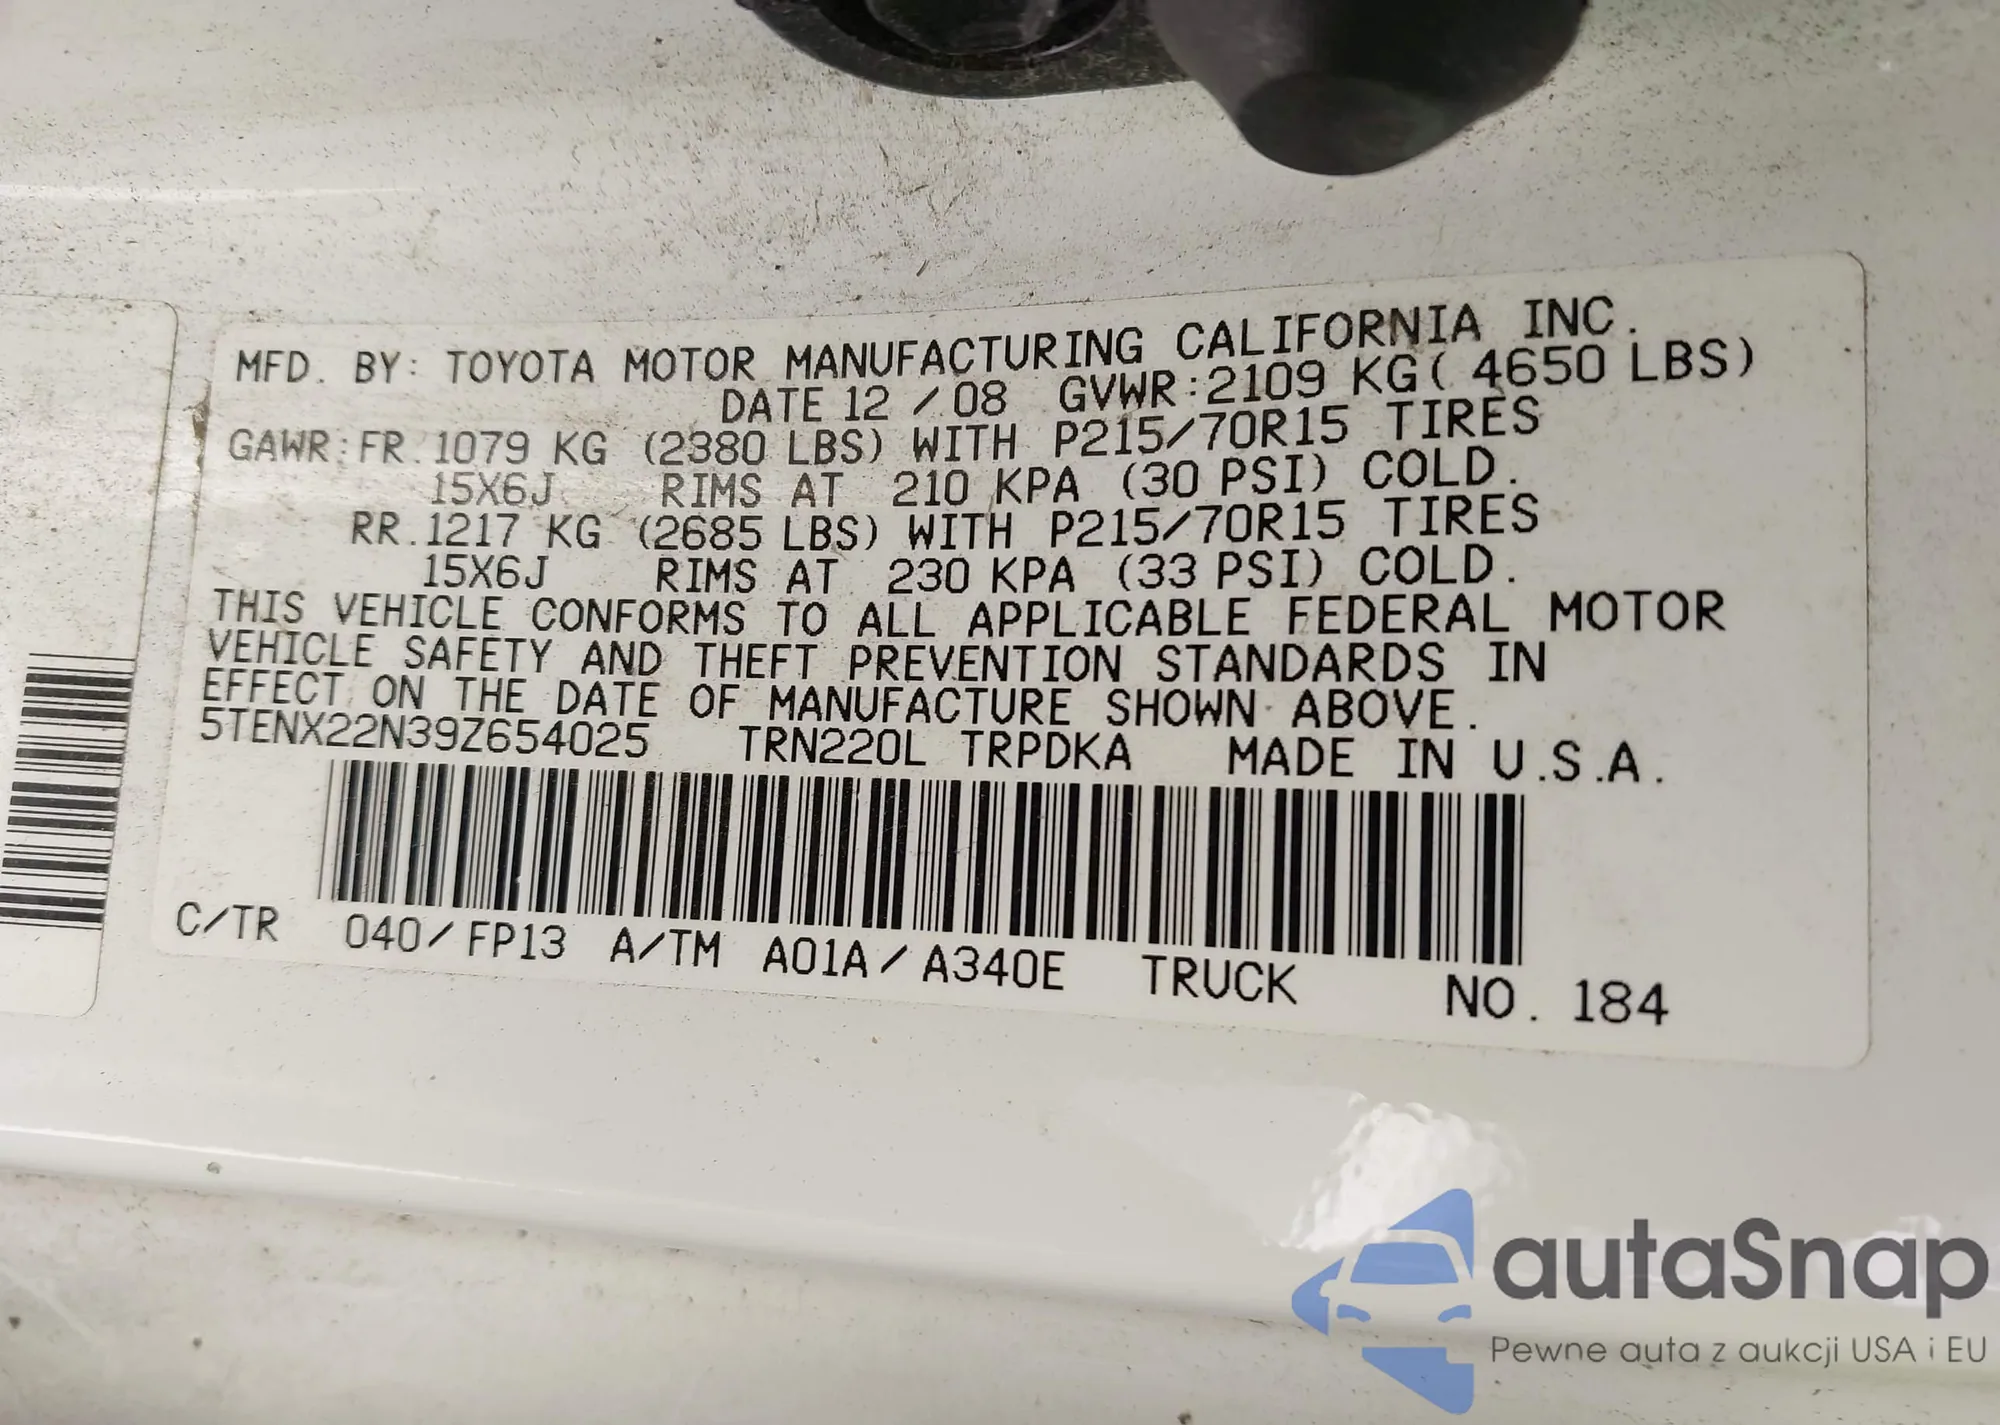 MFD. BY: TOYOTA MOTOR MANUFACTURING CALIFORNIA INC.
DATE 12 / 08 GVWR:2109 KG( 4650 LBS)
GAWR:FR.1079 KG (2380 LBS) WITH P215/70R15 TIRES
15X6J RIMS AT 210 KPA (30 PSI) COLD.
RR.1217 KG (2685 LBS) WITH P215/70R15 TIRES
15X6J RIMS AT 230 KPA (33 PSI) COLD.
THIS VEHICLE CONFORMS TO ALL APPLICABLE FEDERAL MOTOR
VEHICLE SAFETY AND THEFT PREVENTION STANDARDS IN
EFFECT ON THE DATE OF MANUFACTURE SHOWN ABOVE.
5TENX22N39Z654025 TRN220L TRPDKA MADE IN U.S.A.
C/TR 040/FP13 A/TM A01A/A340E TRUCK NO. 184
autaSnap
Pewne auta z aukcji USA i EU